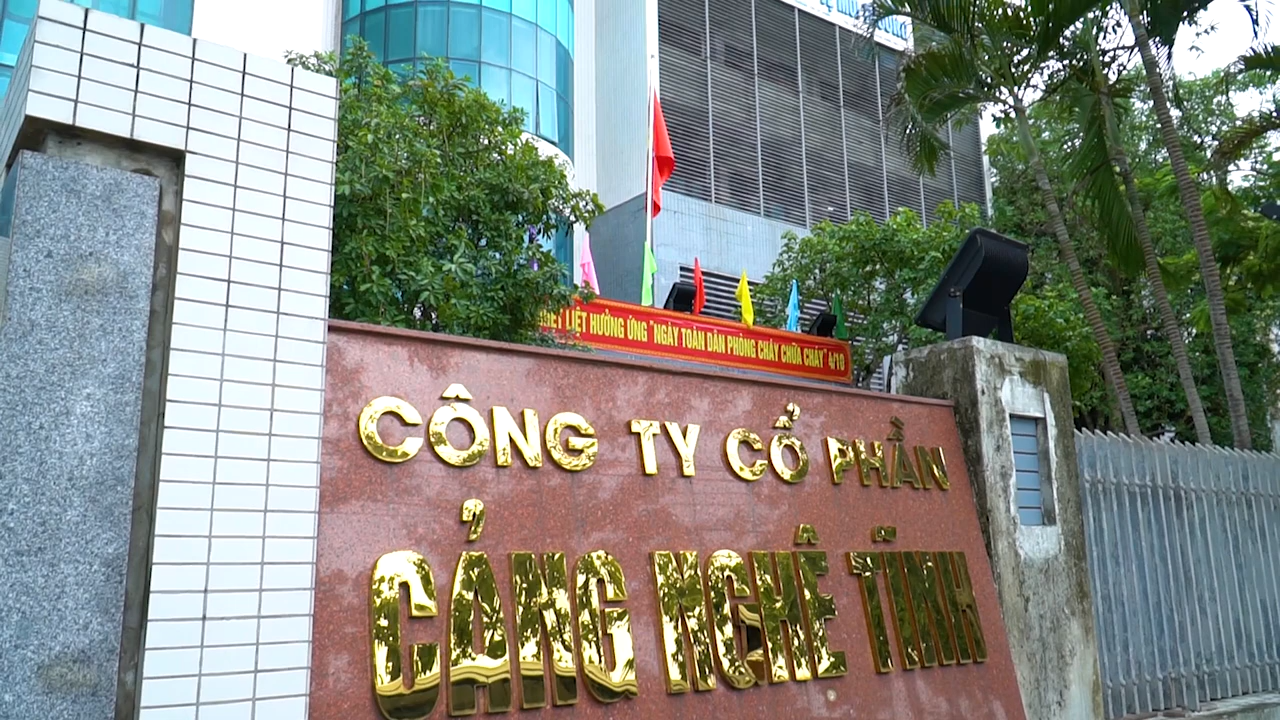 LIỆT HƯỞNG ỨNG "NGÀY TOÀN DÂN PHÒNG CHÁY CHỮA CHÁY" 4/10
CÔNG TY CỔ PHẦN
CẢNG NGHỆ TĨNH